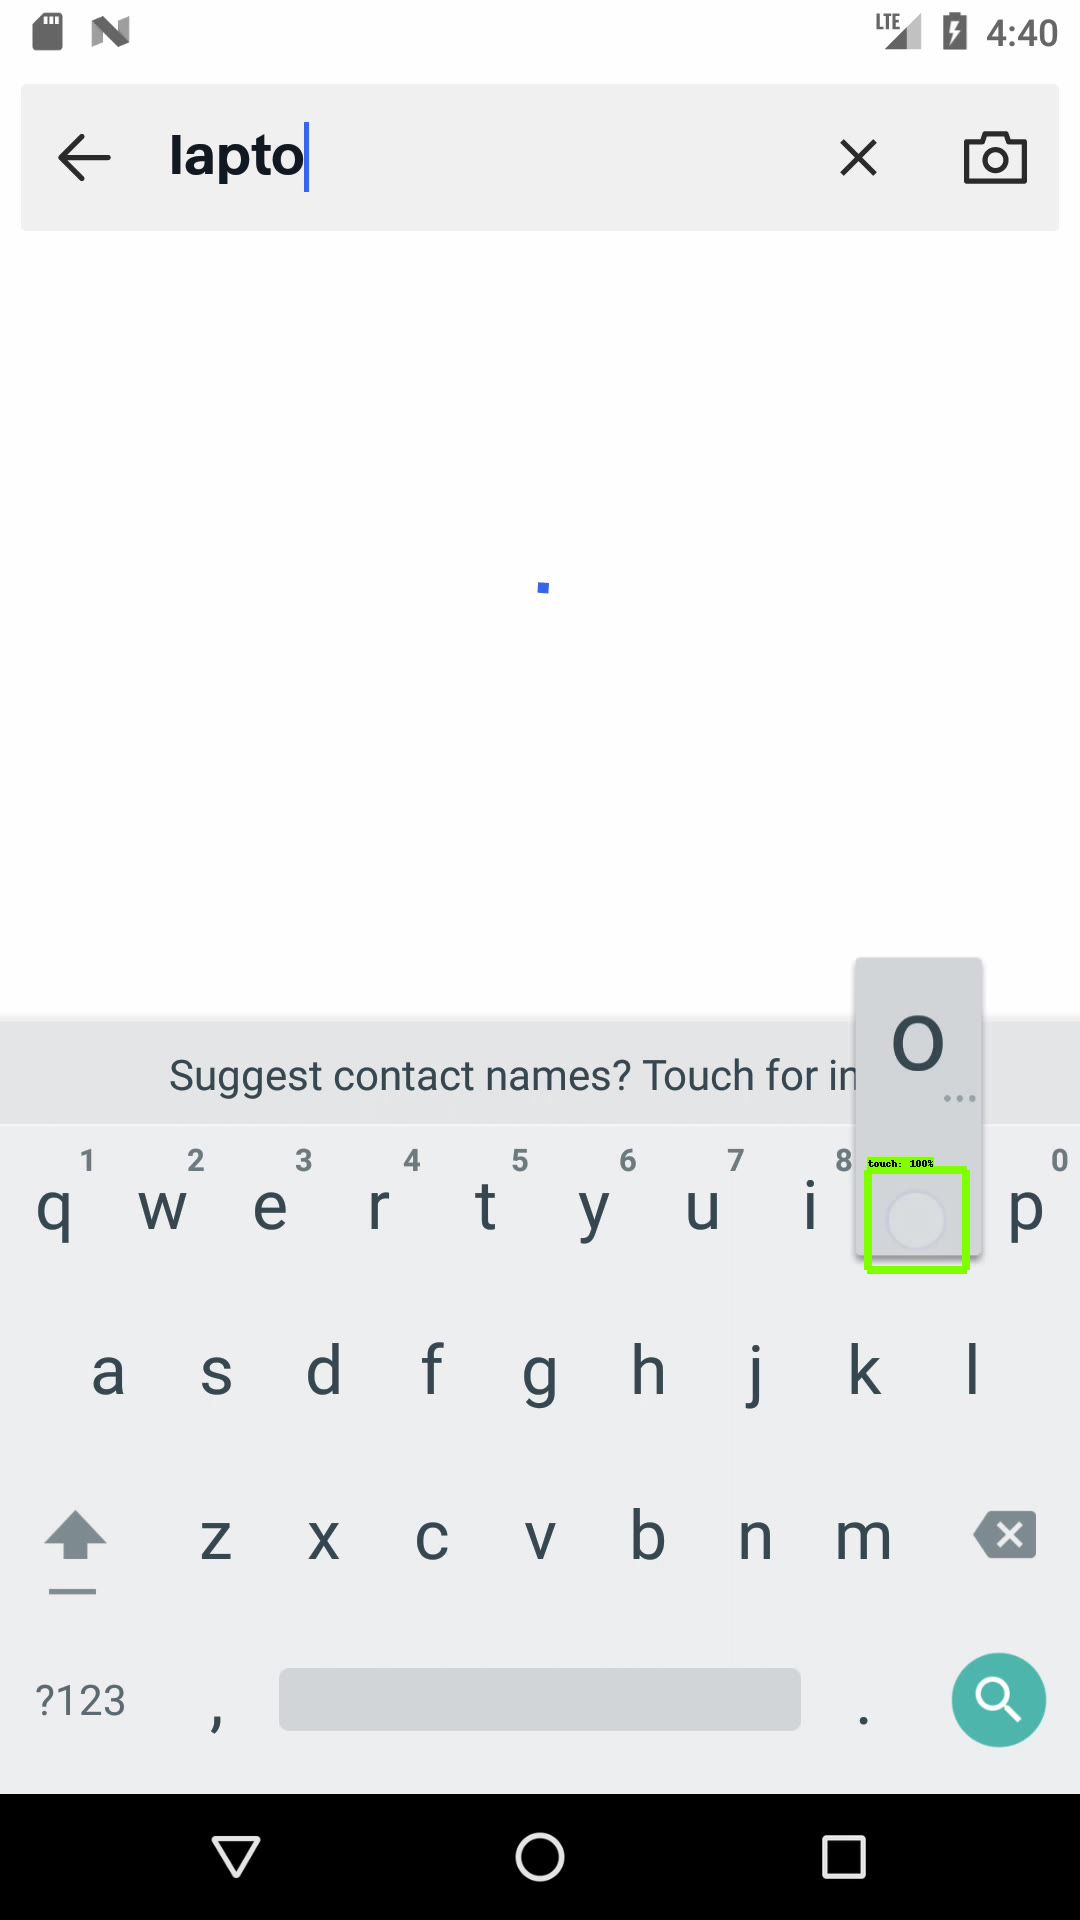 LTE 4:40
lapto
o
Suggest contact names? Touch for in
touch: 100%
1 2 3 4 5 6 7 8 0
q w e r t y u i p
a s d f g h j k l
z x c v b n m
?123 , .